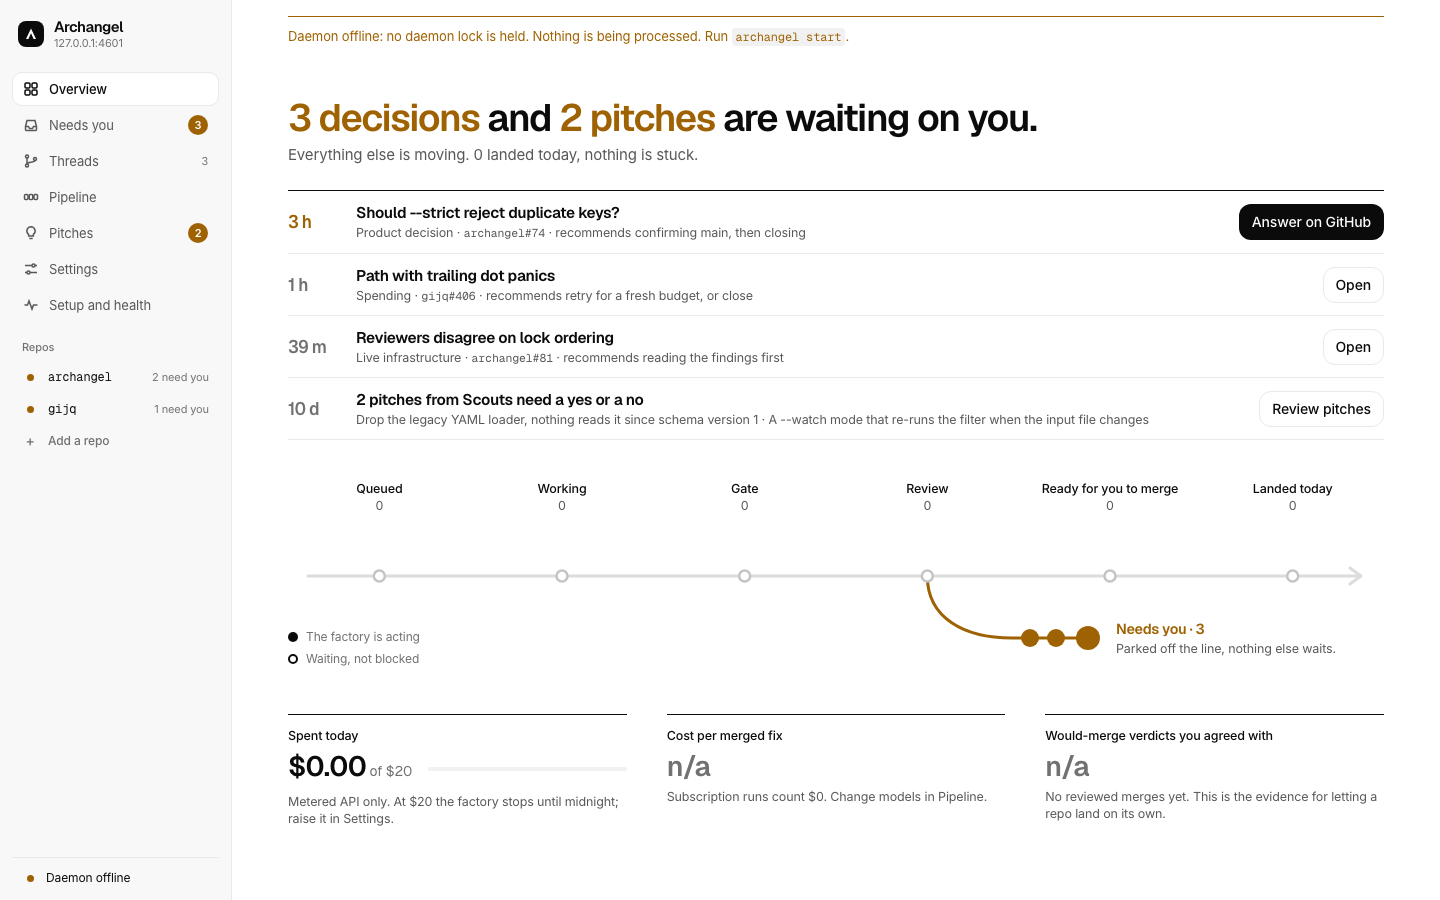 Archangel
127.0.0.1:4601
Overview
Needs you 3
Threads 3
Pipeline
Pitches 2
Settings
Setup and health
Repos
archangel 2 need you
gijq 1 need you
+ Add a repo
Daemon offline
Daemon offline: no daemon lock is held. Nothing is being processed. Run archangel start.
3 decisions and 2 pitches are waiting on you.
Everything else is moving. 0 landed today, nothing is stuck.
3 h
Should --strict reject duplicate keys?
Product decision · archangel#74 · recommends confirming main, then closing
Answer on GitHub
1 h
Path with trailing dot panics
Spending · gijq#406 · recommends retry for a fresh budget, or close
Open
39 m
Reviewers disagree on lock ordering
Live infrastructure · archangel#81 · recommends reading the findings first
Open
10 d
2 pitches from Scouts need a yes or a no
Drop the legacy YAML loader, nothing reads it since schema version 1 · A --watch mode that re-runs the filter when the input file changes
Review pitches
Queued Working Gate Review Ready for you to merge Landed today
0 0 0 0 0 0
The factory is acting
Waiting, not blocked
Needs you · 3
Parked off the line, nothing else waits.
Spent today
$0.00 of $20
Metered API only. At $20 the factory stops until midnight;
raise it in Settings.
Cost per merged fix
n/a
Subscription runs count $0. Change models in Pipeline.
Would-merge verdicts you agreed with
n/a
No reviewed merges yet. This is the evidence for letting a
repo land on its own.